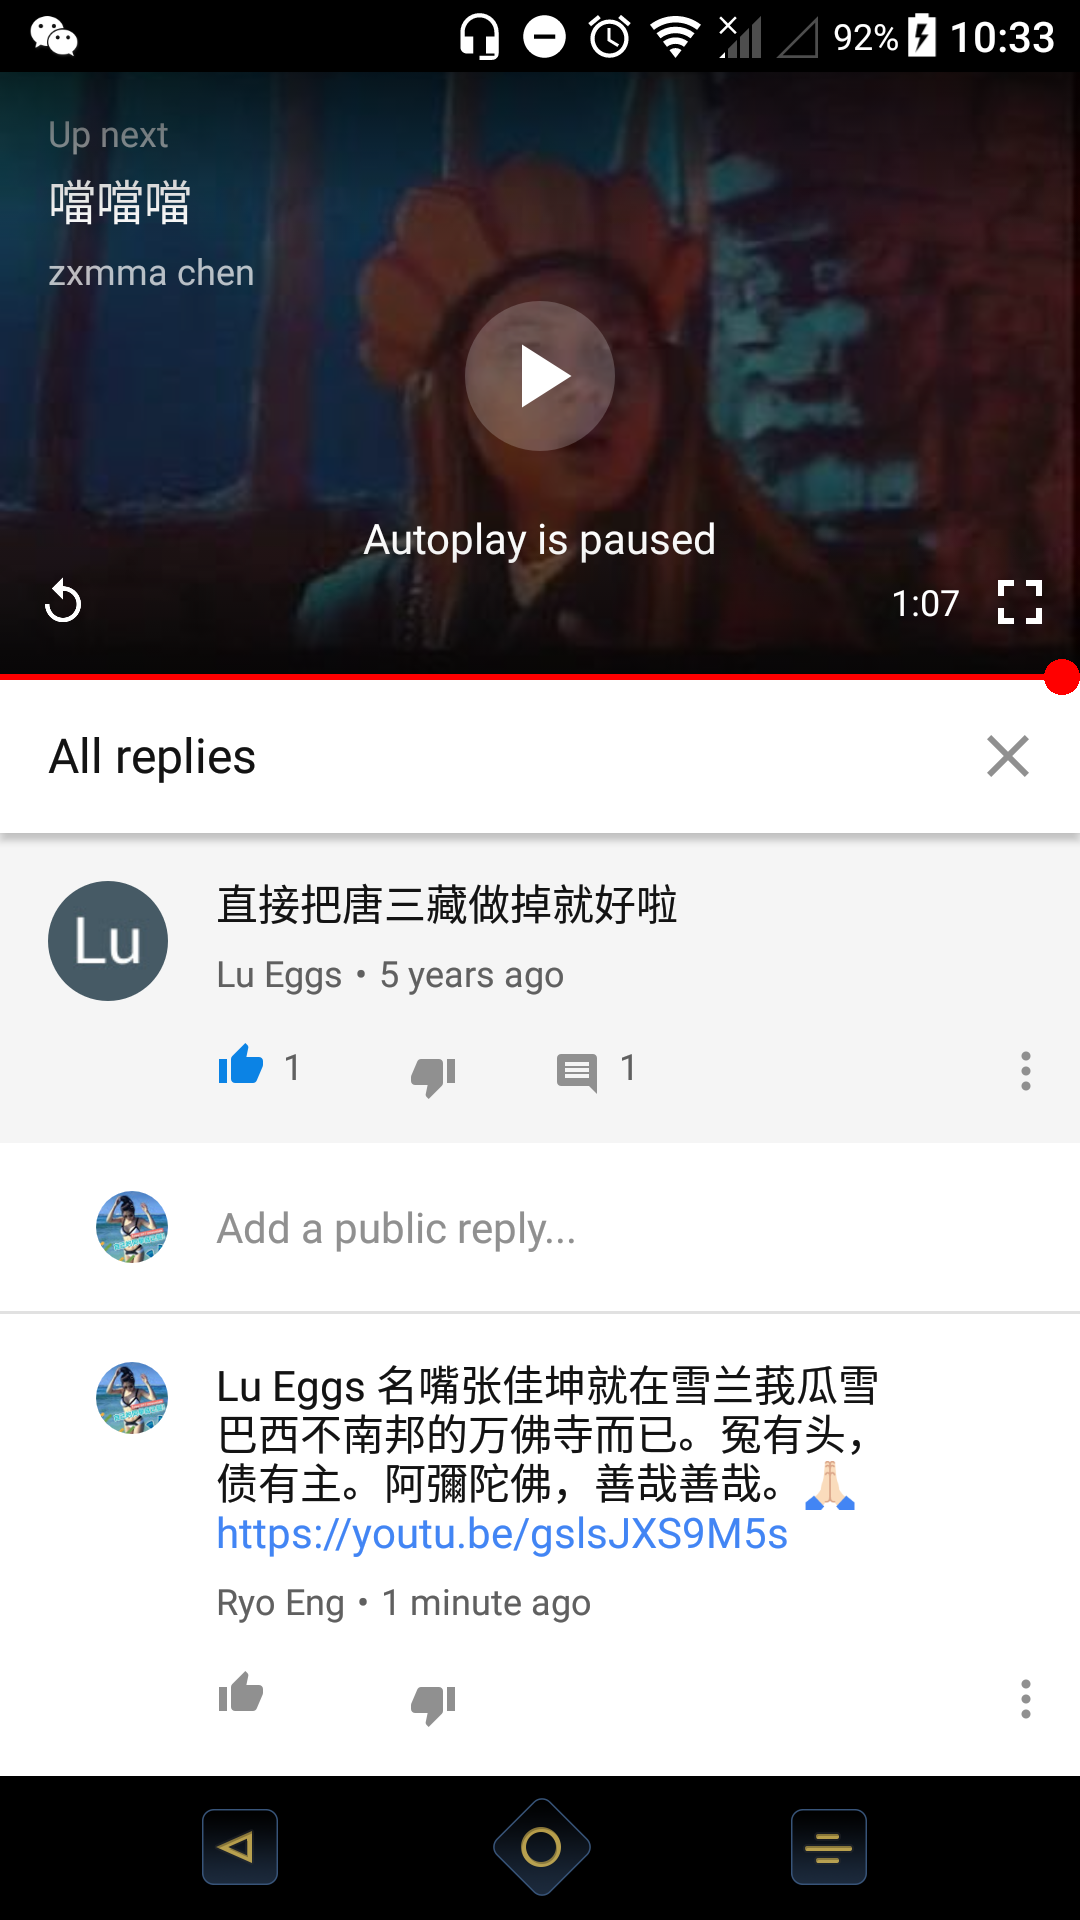 92% 10:33
Up next
噹噹噹
zxmma chen
Autoplay is paused
1:07
All replies
Lu
直接把唐三藏做掉就好啦
Lu Eggs • 5 years ago
1 1
Add a public reply...
Lu Eggs 名嘴张佳坤就在雪兰莪瓜雪
巴西不南邦的万佛寺而已。冤有头，
债有主。阿彌陀佛，善哉善哉。🙏🏻
https://youtu.be/gslsJXS9M5s
Ryo Eng • 1 minute ago